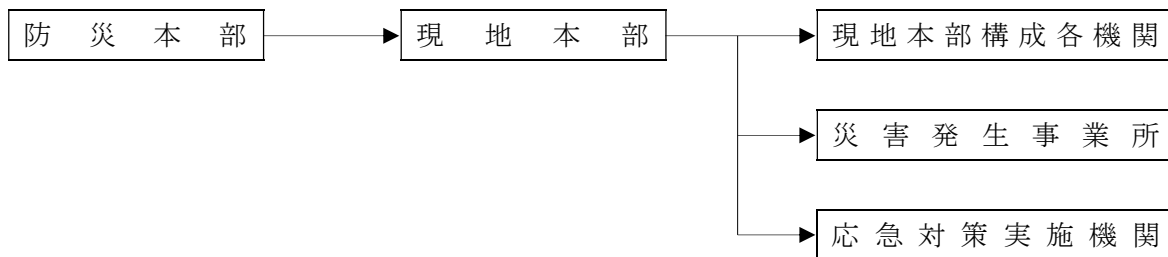 防災本部
現地本部
現地本部構成各機関
災害発生事業所
応急対策実施機関